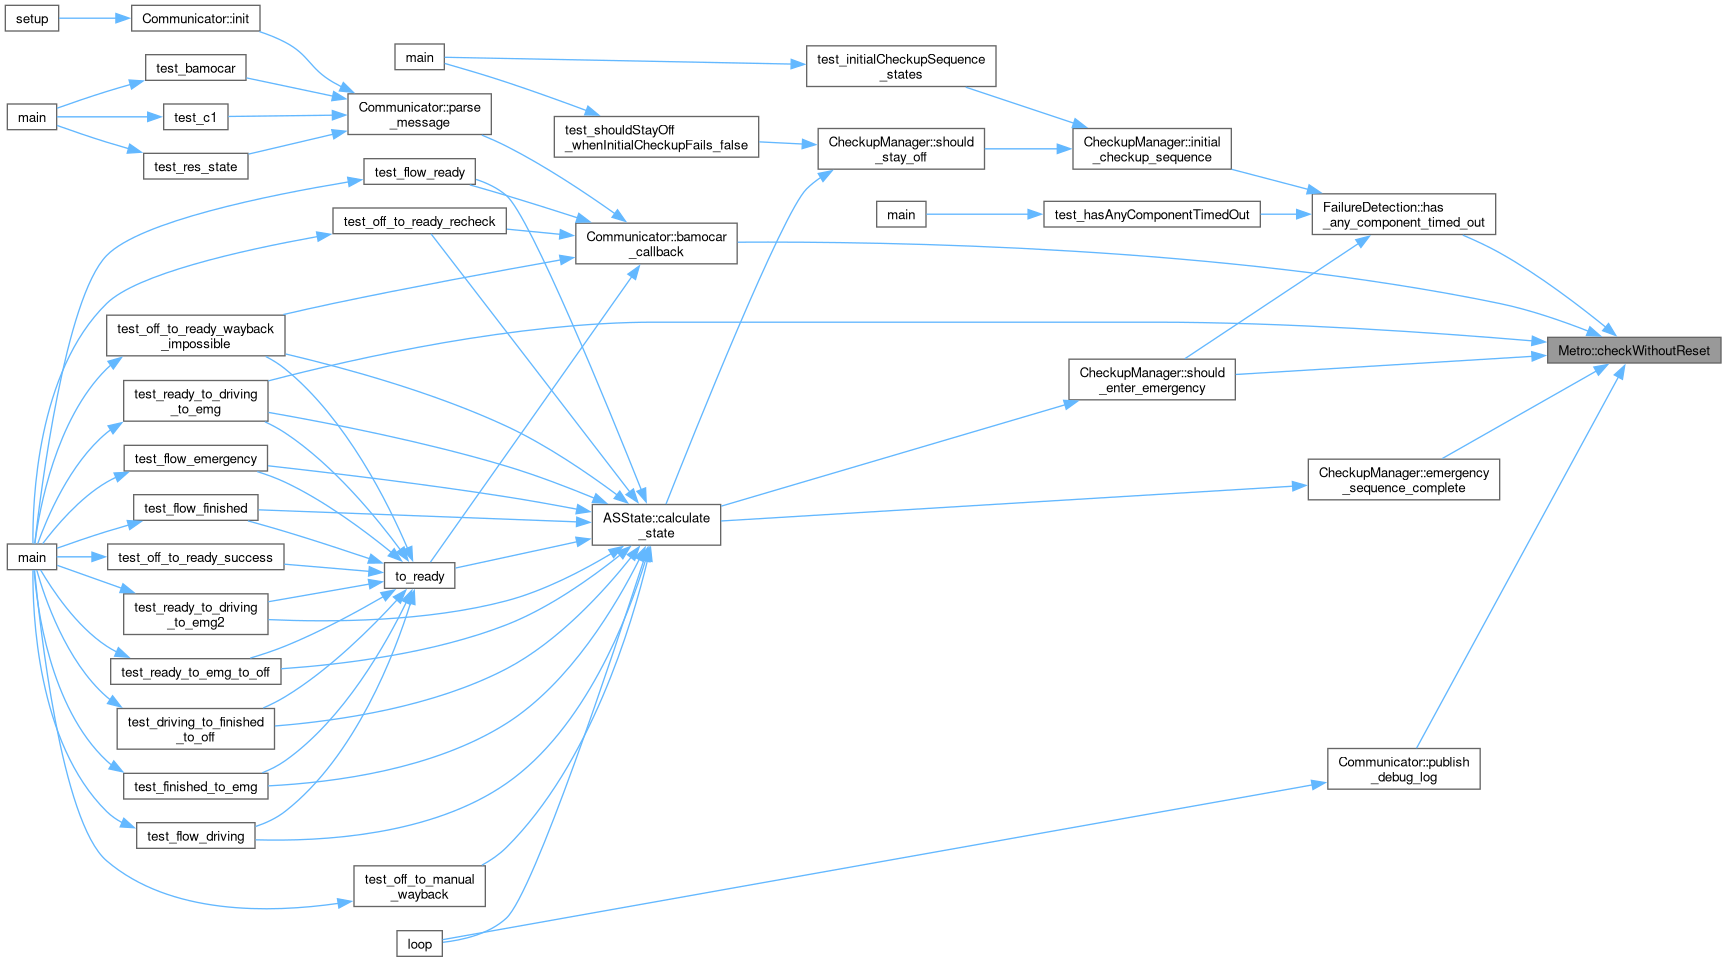 setup
Communicator::init
main
test_initialCheckupSequence
_states
test_bamocar
main
test_c1
Communicator::parse
_message
test_res_state
test_shouldStayOff
_whenInitialCheckupFails_false
CheckupManager::should
_stay_off
CheckupManager::initial
_checkup_sequence
test_flow_ready
test_off_to_ready_recheck
main
test_hasAnyComponentTimedOut
FailureDetection::has
_any_component_timed_out
Communicator::bamocar
_callback
test_off_to_ready_wayback
_impossible
Metro::checkWithoutReset
test_ready_to_driving
_to_emg
CheckupManager::should
_enter_emergency
test_flow_emergency
CheckupManager::emergency
_sequence_complete
test_flow_finished
ASState::calculate
_state
main
test_off_to_ready_success
to_ready
test_ready_to_driving
_to_emg2
test_ready_to_emg_to_off
test_driving_to_finished
_to_off
test_finished_to_emg
Communicator::publish
_debug_log
test_flow_driving
test_off_to_manual
_wayback
loop